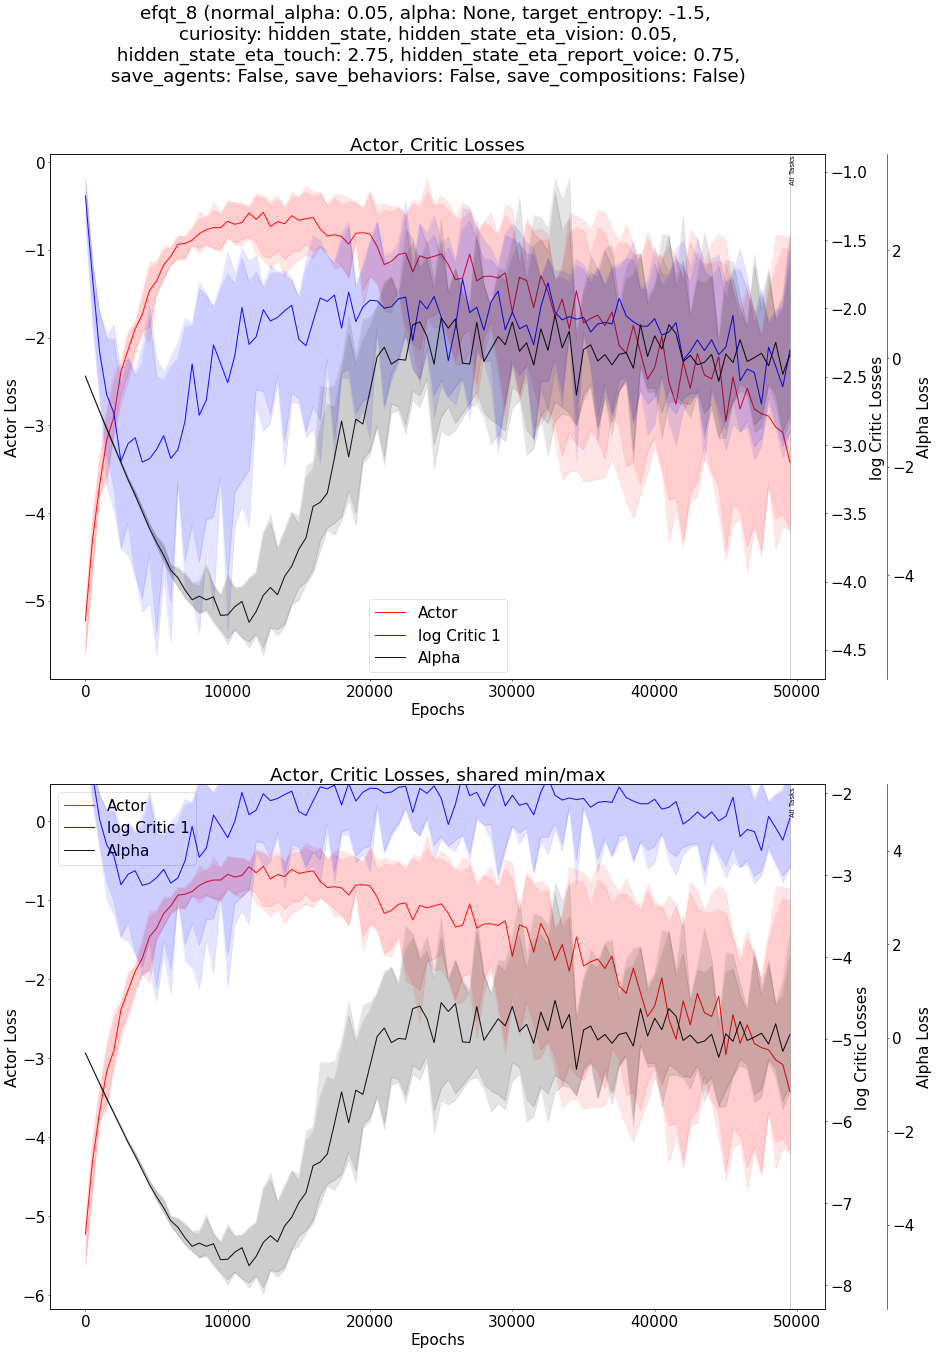 efqt_8 (normal_alpha: 0.05, alpha: None, target_entropy: -1.5,
curiosity: hidden_state, hidden_state_eta_vision: 0.05,
hidden_state_eta_touch: 2.75, hidden_state_eta_report_voice: 0.75,
save_agents: False, save_behaviors: False, save_compositions: False)
Actor, Critic Losses
Actor Loss
0
−1
−2
−3
−4
−5
log Critic Losses
−1.0
−1.5
−2.0
−2.5
−3.0
−3.5
−4.0
−4.5
Alpha Loss
2
0
−2
−4
All Tasks
Actor
log Critic 1
Alpha
0 10000 20000 30000 40000 50000
Epochs
Actor, Critic Losses, shared min/max
Actor Loss
0
−1
−2
−3
−4
−5
−6
log Critic Losses
−2
−3
−4
−5
−6
−7
−8
Alpha Loss
4
2
0
−2
−4
All Tasks
Actor
log Critic 1
Alpha
0 10000 20000 30000 40000 50000
Epochs